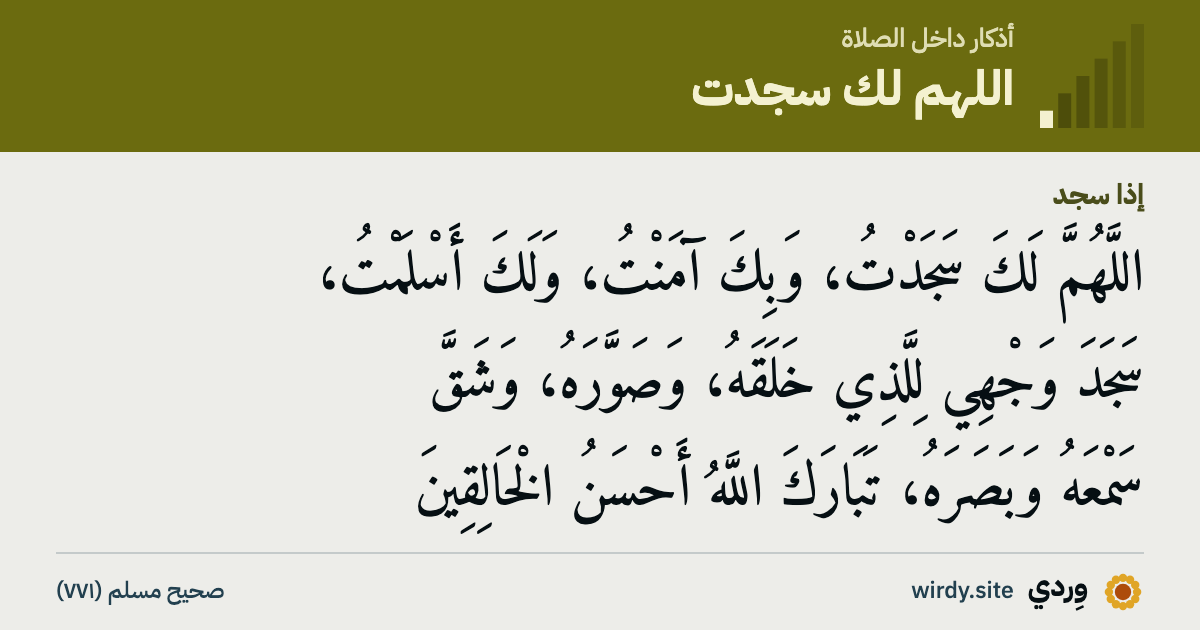 أذكار داخل الصلاة
اللهم لك سجدت
إذا سجد
اللَّهُمَّ لَكَ سَجَدْتُ، وَبِكَ آمَنْتُ، وَلَكَ أَسْلَمْتُ،
سَجَدَ وَجْهِي لِلَّذِي خَلَقَهُ، وَصَوَّرَهُ، وَشَقَّ
سَمْعَهُ وَبَصَرَهُ، تَبَارَكَ اللَّهُ أَحْسَنُ الْخَالِقِينَ
وِردي wirdy.site
صحيح مسلم (٧٧١)